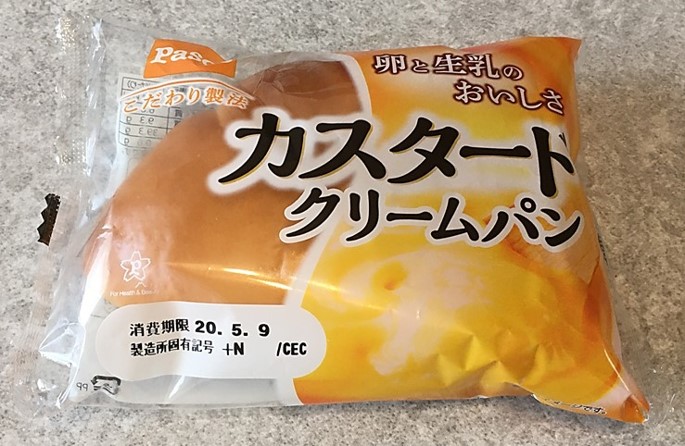 Pasco
こだわり製法
卵と生乳の
おいしさ
カスタード
クリームパン
消費期限 20. 5. 9
製造所固有記号 +N /CEC
PP